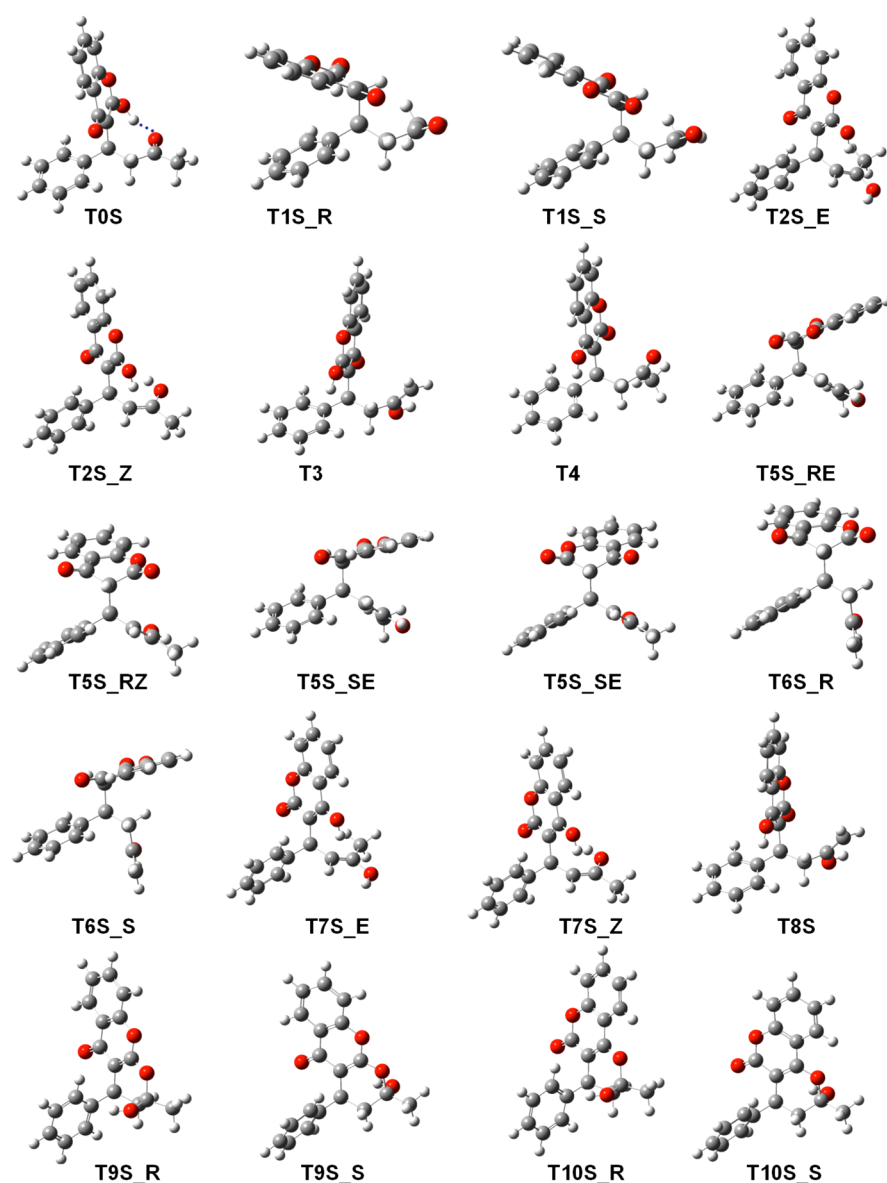 T0S T1S_R T1S_S T2S_E
T2S_Z T3 T4 T5S_RE
T5S_RZ T5S_SE T5S_SE T6S_R
T6S_S T7S_E T7S_Z T8S
T9S_R T9S_S T10S_R T10S_S